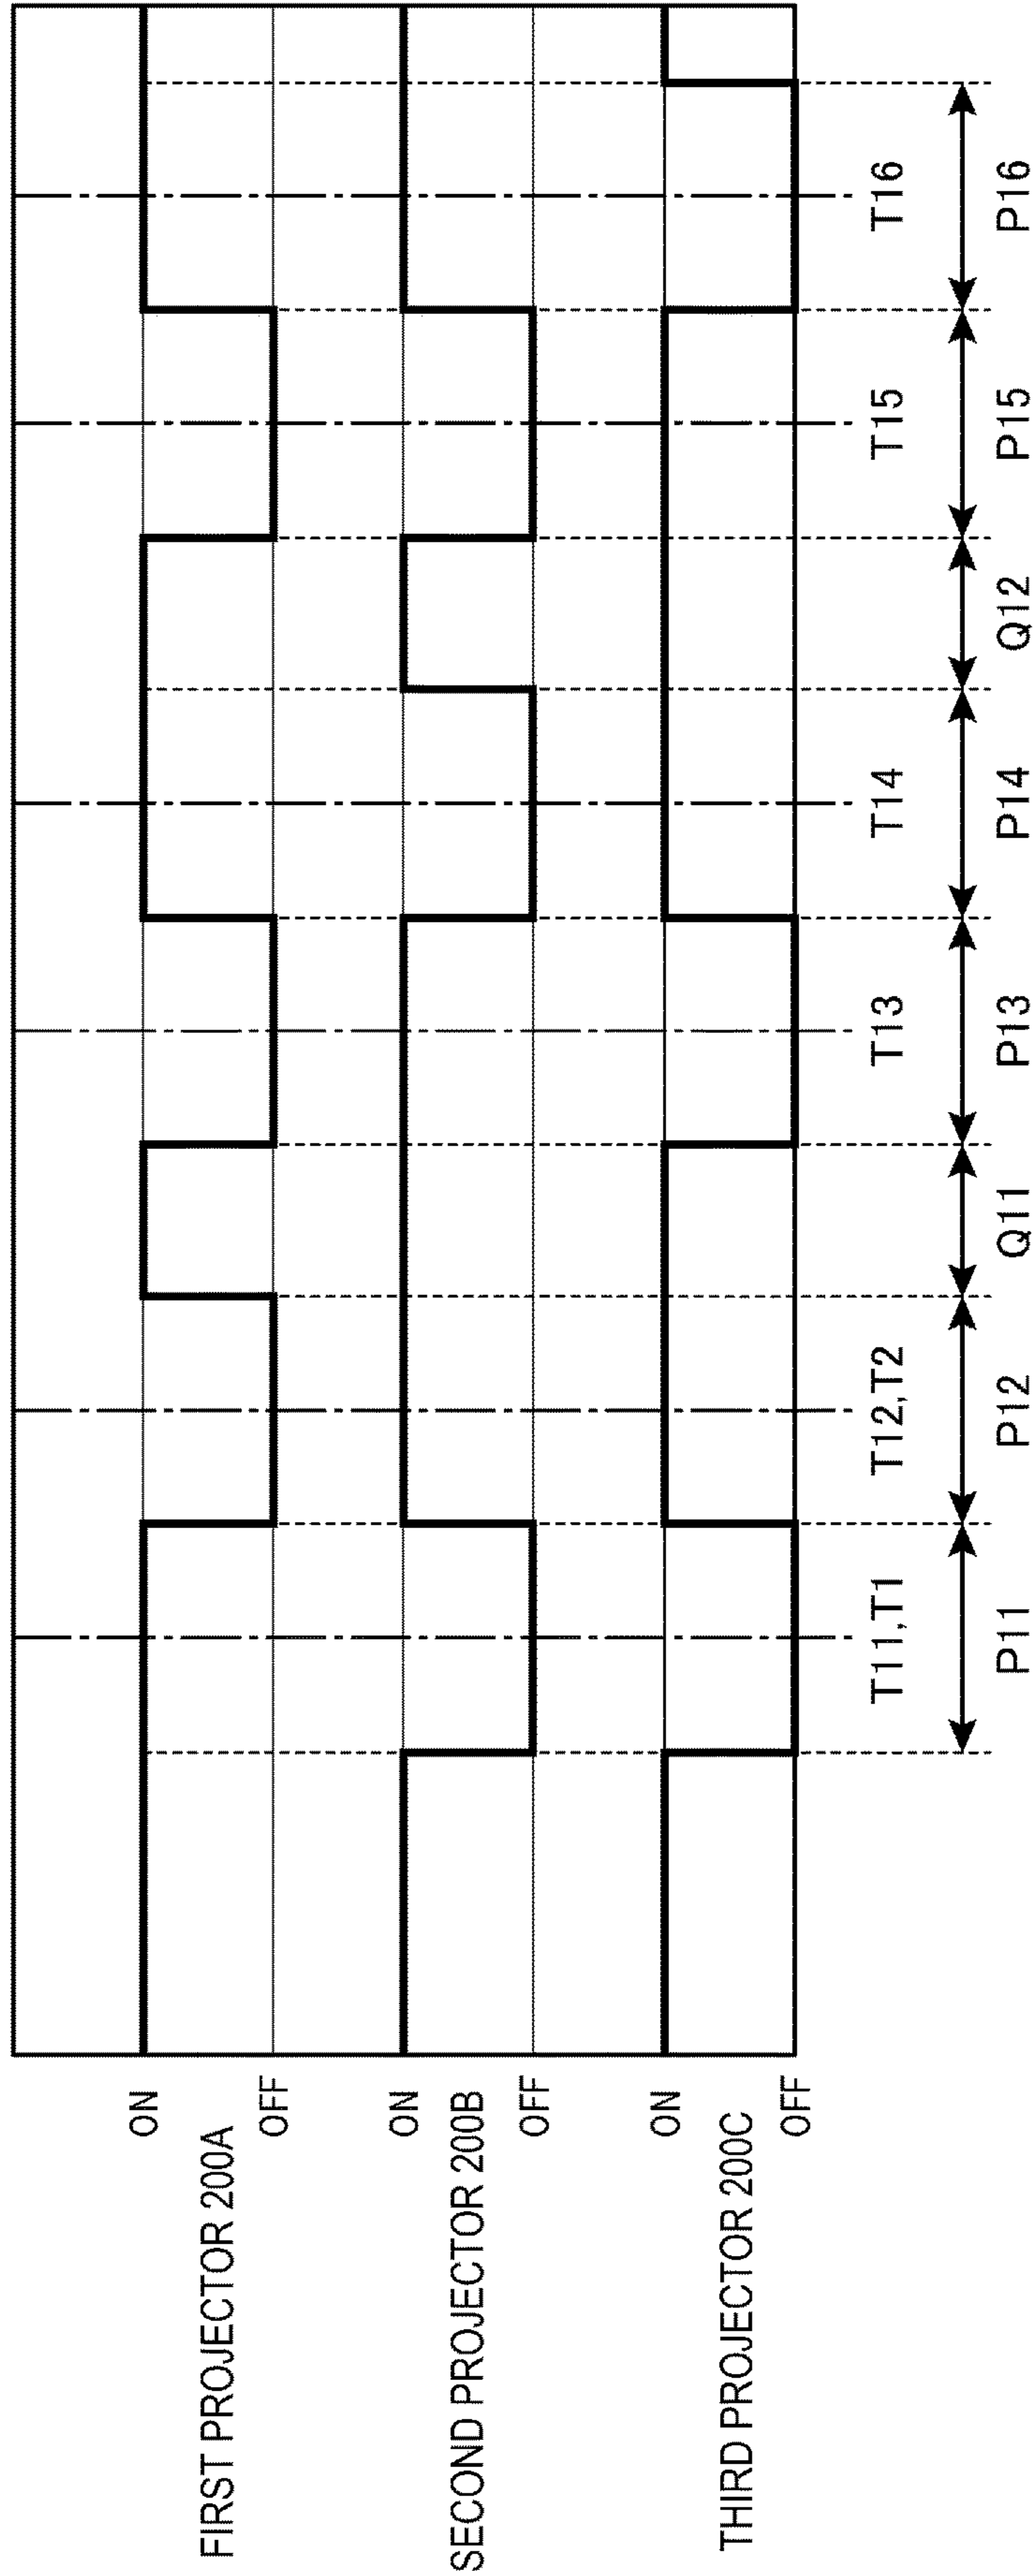 ON
FIRST PROJECTOR 200A
OFF
ON
SECOND PROJECTOR 200B
OFF
ON
THIRD PROJECTOR 200C
OFF
T11,T1 T12,T2 T13 T14 T15 T16
P11 P12 Q11 P13 P14 Q12 P15 P16